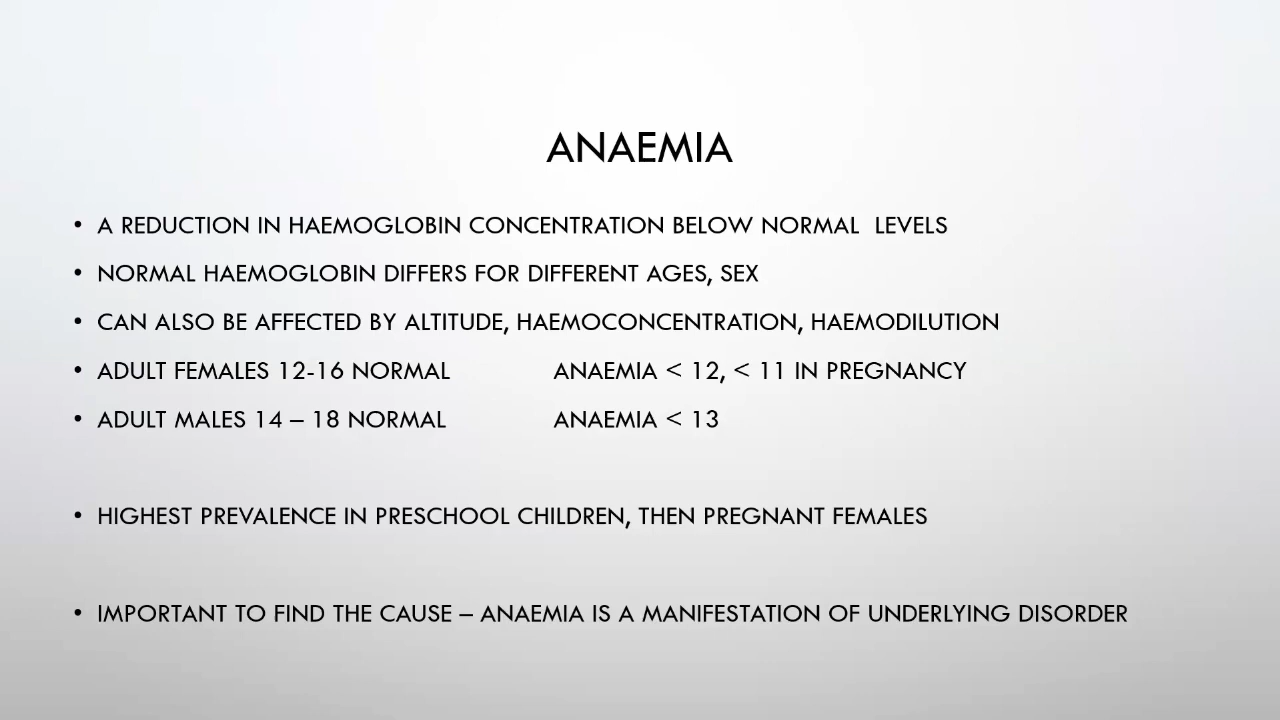 ANAEMIA
• A REDUCTION IN HAEMOGLOBIN CONCENTRATION BELOW NORMAL  LEVELS
• NORMAL HAEMOGLOBIN DIFFERS FOR DIFFERENT AGES, SEX
• CAN ALSO BE AFFECTED BY ALTITUDE, HAEMOCONCENTRATION, HAEMODILUTION
• ADULT FEMALES 12-16 NORMAL ANAEMIA < 12, < 11 IN PREGNANCY
• ADULT MALES 14 – 18 NORMAL ANAEMIA < 13
• HIGHEST PREVALENCE IN PRESCHOOL CHILDREN, THEN PREGNANT FEMALES
• IMPORTANT TO FIND THE CAUSE – ANAEMIA IS A MANIFESTATION OF UNDERLYING DISORDER